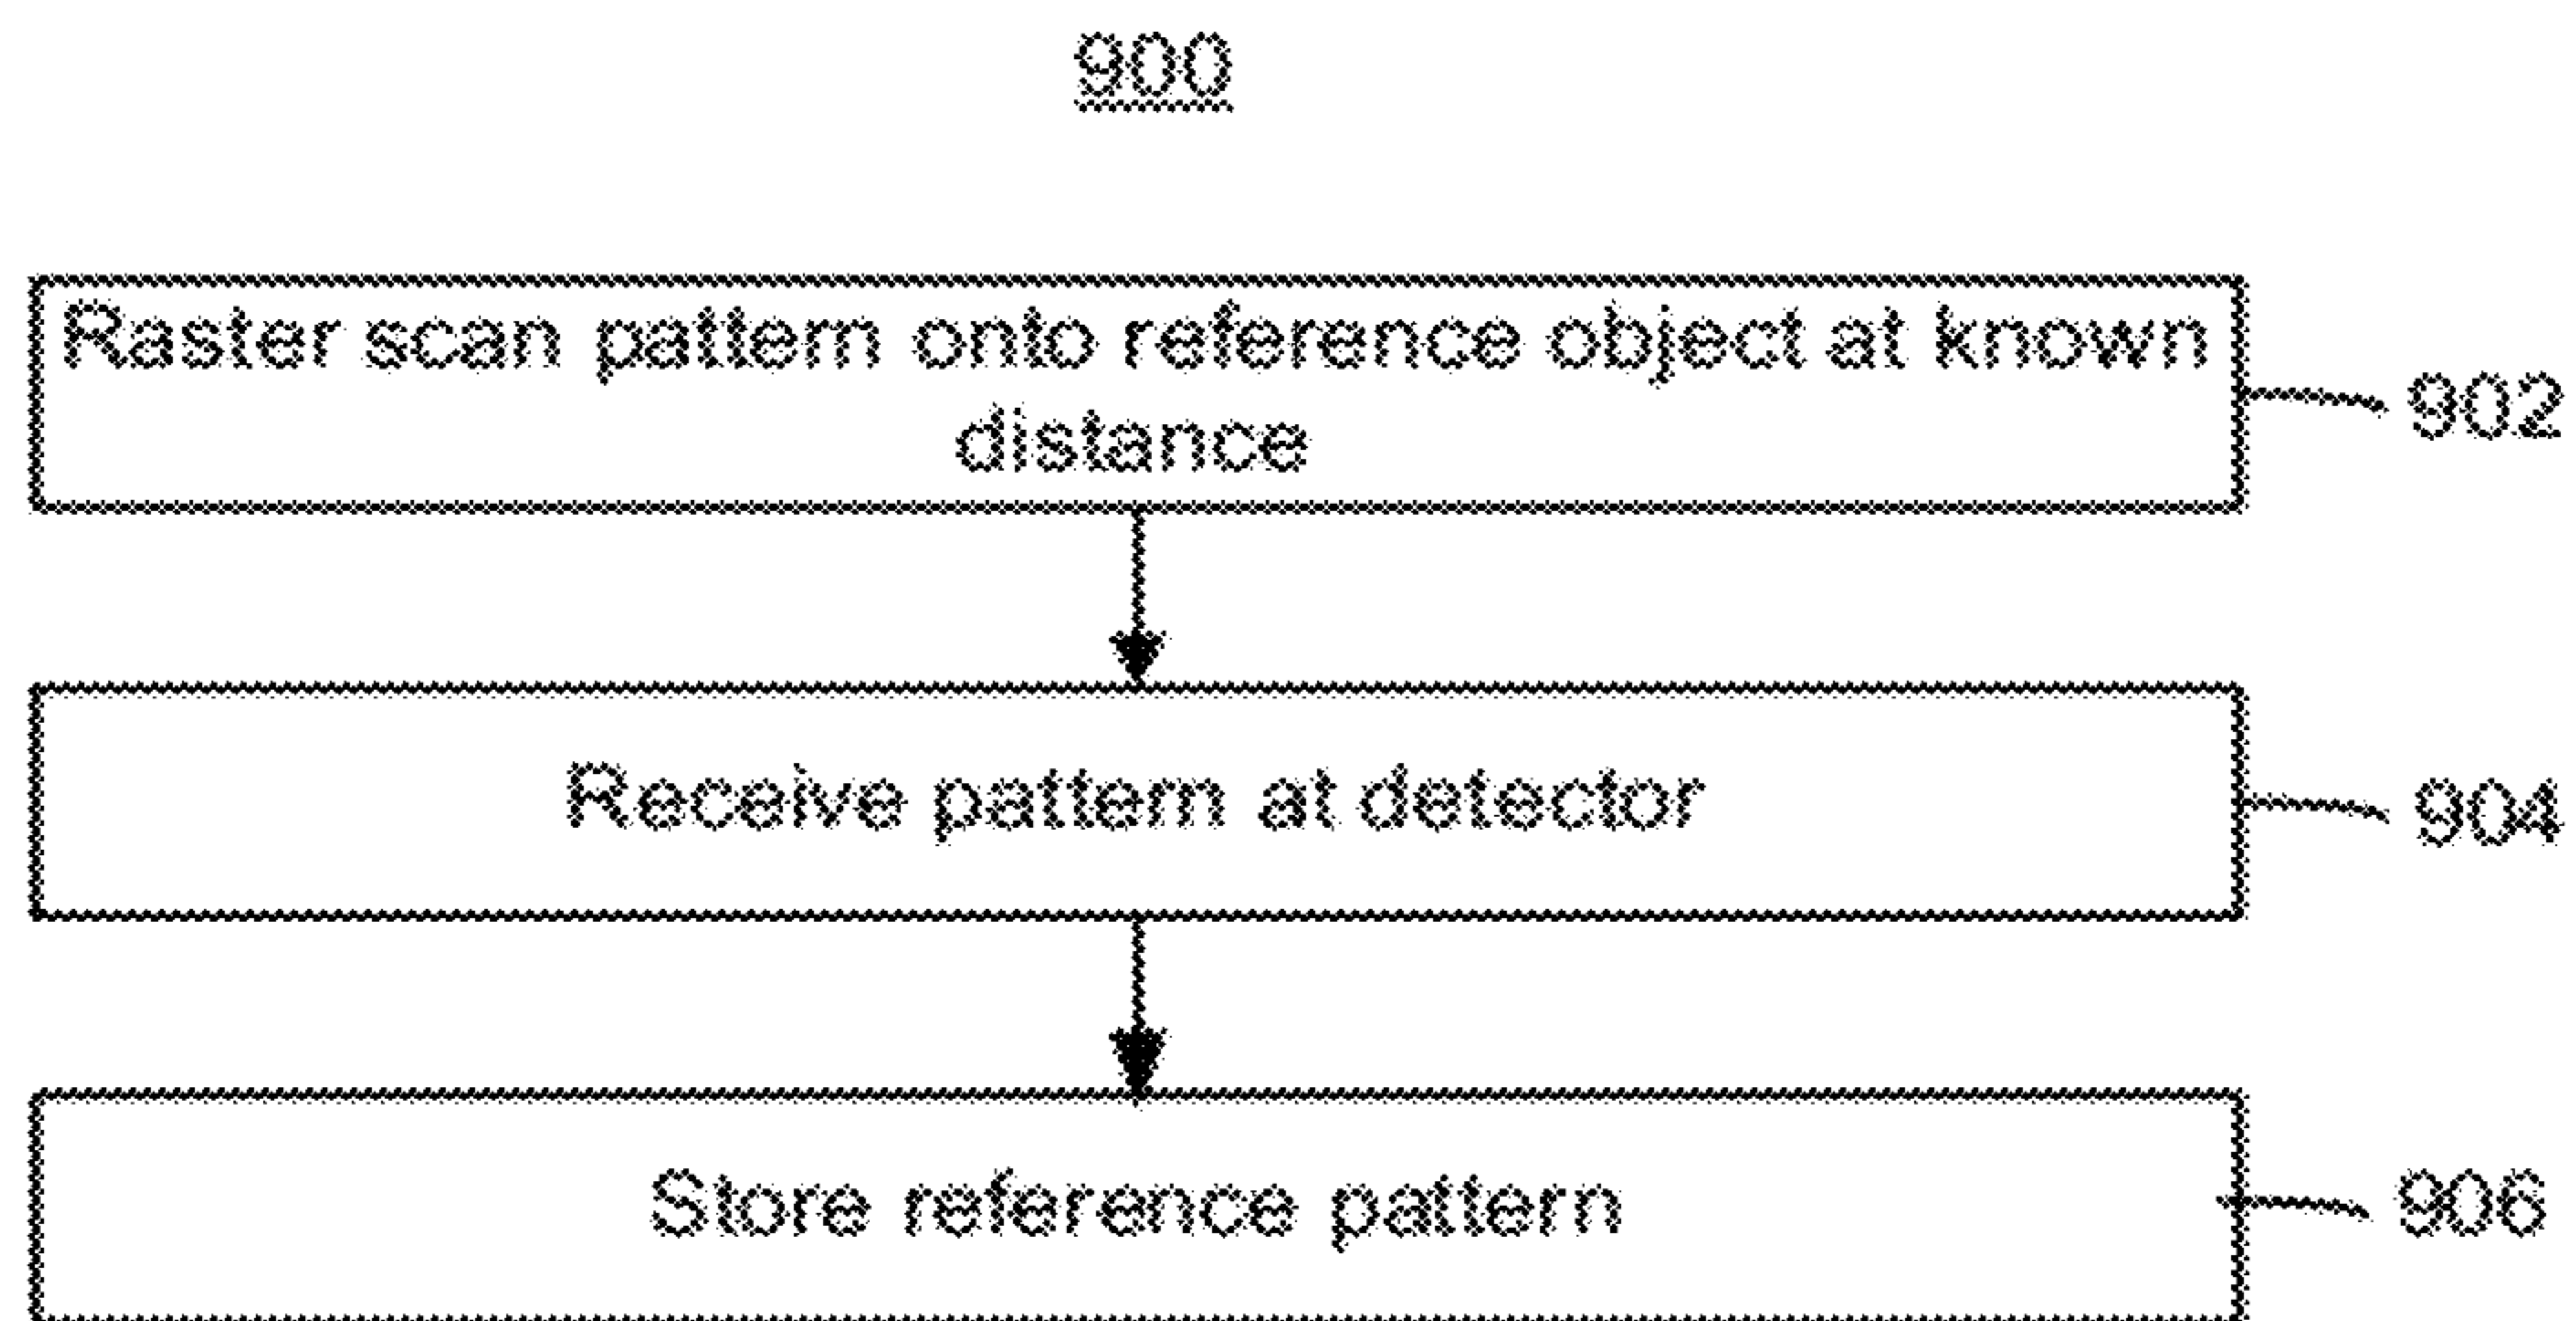 900
Raster scan pattern onto reference object at known
distance
902
Receive pattern at detector
904
Store reference pattern
906